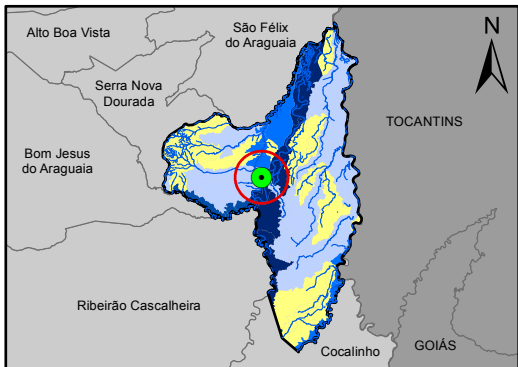 Alto Boa Vista
São Félix
do Araguaia
N
Serra Nova
Dourada
TOCANTINS
Bom Jesus
do Araguaia
Ribeirão Cascalheira
Cocalinho
GOIÁS